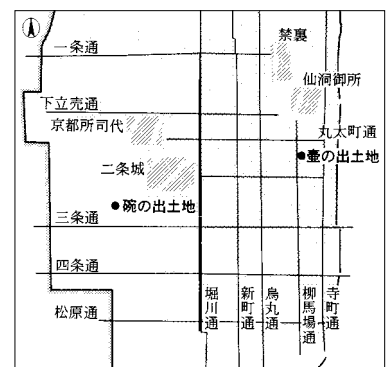 禁裏
一条通
仙洞御所
下立売通
京都所司代
丸太町通
●壷の出土地
二条城
●碗の出土地
三条通
四条通
松原通
堀川通
新町通
烏丸通
柳馬場通
寺町通